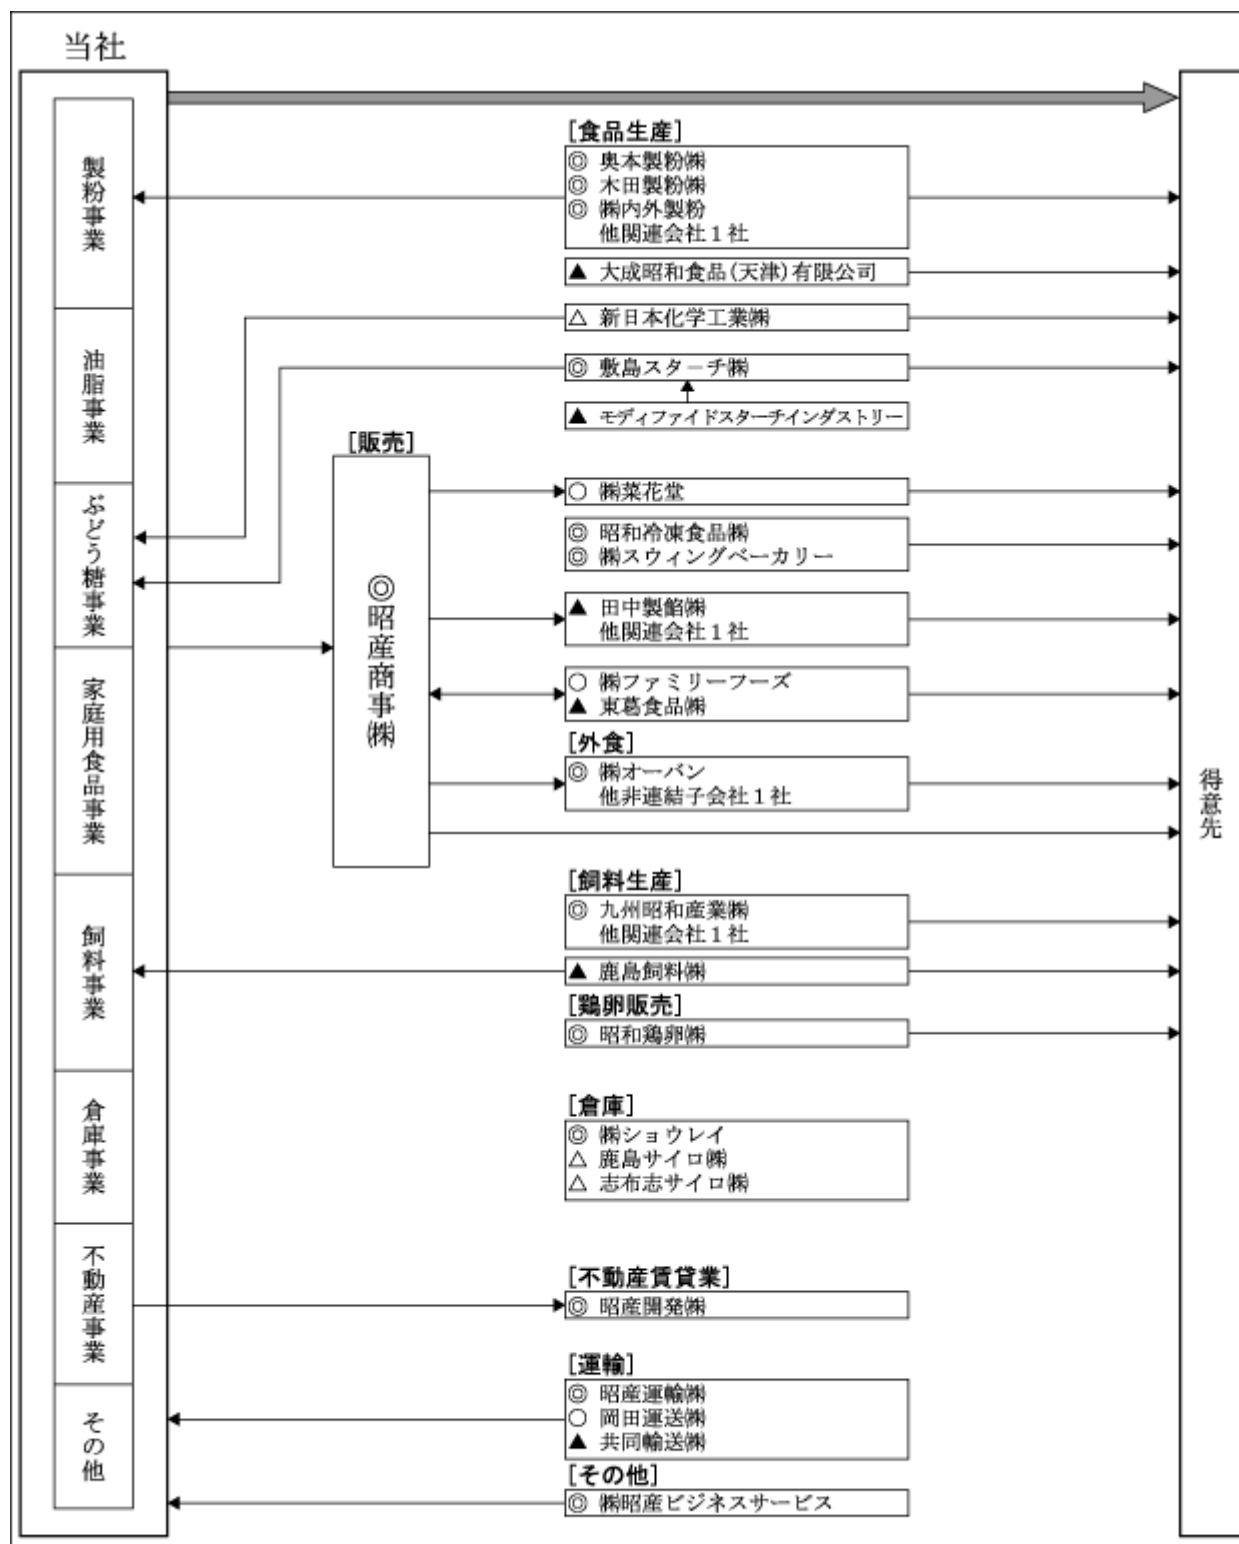 当社
製粉事業
油脂事業
ぶどう糖事業
家庭用食品事業
飼料事業
倉庫事業
不動産事業
その他
[販売]
◎昭産商事㈱
[食品生産]
◎ 奥本製粉㈱
◎ 木田製粉㈱
◎ ㈱内外製粉
他関連会社1社
▲ 大成昭和食品(天津)有限公司
△ 新日本化学工業㈱
◎ 敷島スターチ㈱
▲ モディファイドスターチインダストリー
○ ㈱菜花堂
◎ 昭和冷凍食品㈱
◎ ㈱スウィングベーカリー
▲ 田中製餡㈱
他関連会社1社
○ ㈱ファミリーフーズ
▲ 東葛食品㈱
[外食]
◎ ㈱オーバン
他非連結子会社1社
[飼料生産]
◎ 九州昭和産業㈱
他関連会社1社
▲ 鹿島飼料㈱
[鶏卵販売]
◎ 昭和鶏卵㈱
[倉庫]
◎ ㈱ショウレイ
△ 鹿島サイロ㈱
△ 志布志サイロ㈱
[不動産賃貸業]
◎ 昭産開発㈱
[運輸]
◎ 昭産運輸㈱
○ 岡田運送㈱
▲ 共同輸送㈱
[その他]
◎ ㈱昭産ビジネスサービス
得意先